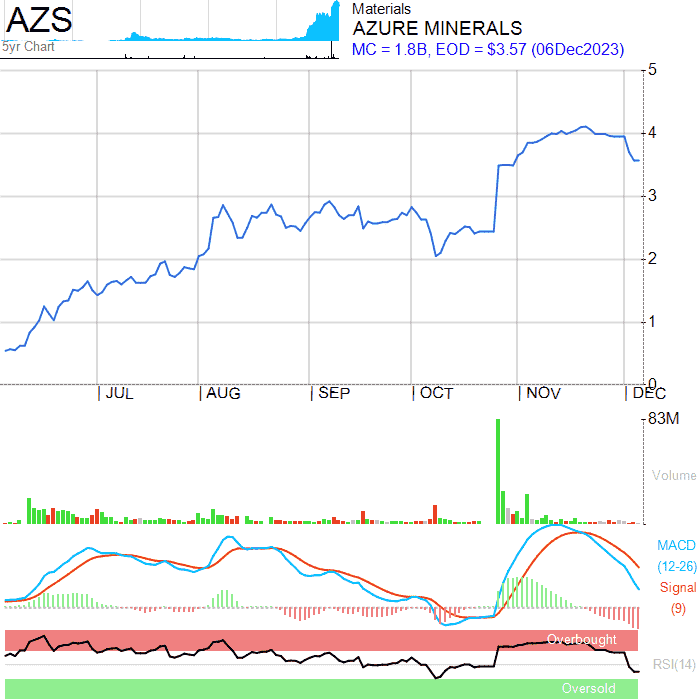 AZS
5yr Chart
Materials
AZURE MINERALS
MC = 1.8B, EOD = $3.57 (06Dec2023)
5
4
3
2
1
0
JUL
AUG
SEP
OCT
NOV
DEC
83M
Volume
MACD
(12-26)
Signal
(9)
Overbought
RSI(14)
Oversold